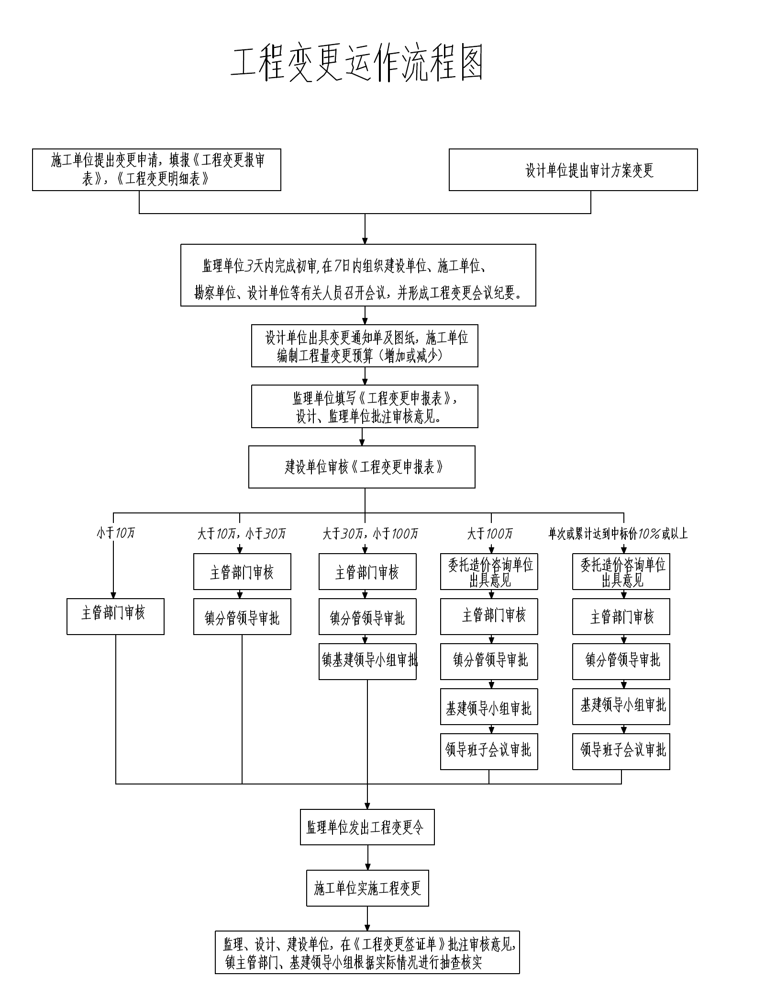 工程变更运作流程图
施工单位提出变更申请，填报《工程变更报审
表》，《工程变更明细表》
设计单位提出审计方案变更
监理单位3天内完成初审,在7日内组织建设单位、施工单位、
勘察单位、设计单位等有关人员召开会议，并形成工程变更会议纪要。
设计单位出具变更通知单及图纸，施工单位
编制工程量变更预算（增加或减少）
监理单位填写《工程变更申报表》，
设计、监理单位批注审核意见。
建设单位审核《工程变更申报表》
小于10万
大于10万，小于30万
大于30万，小于100万
大于100万
单次或累计达到中标价10%或以上
主管部门审核
主管部门审核
镇分管领导审批
主管部门审核
镇分管领导审批
镇基建领导小组审批
委托造价咨询单位
出具意见
主管部门审核
镇分管领导审批
基建领导小组审批
领导班子会议审批
委托造价咨询单位
出具意见
主管部门审核
镇分管领导审批
基建领导小组审批
领导班子会议审批
监理单位发出工程变更令
施工单位实施工程变更
监理、设计、建设单位，在《工程变更签证单》批注审核意见，
镇主管部门、基建领导小组根据实际情况进行抽查核实